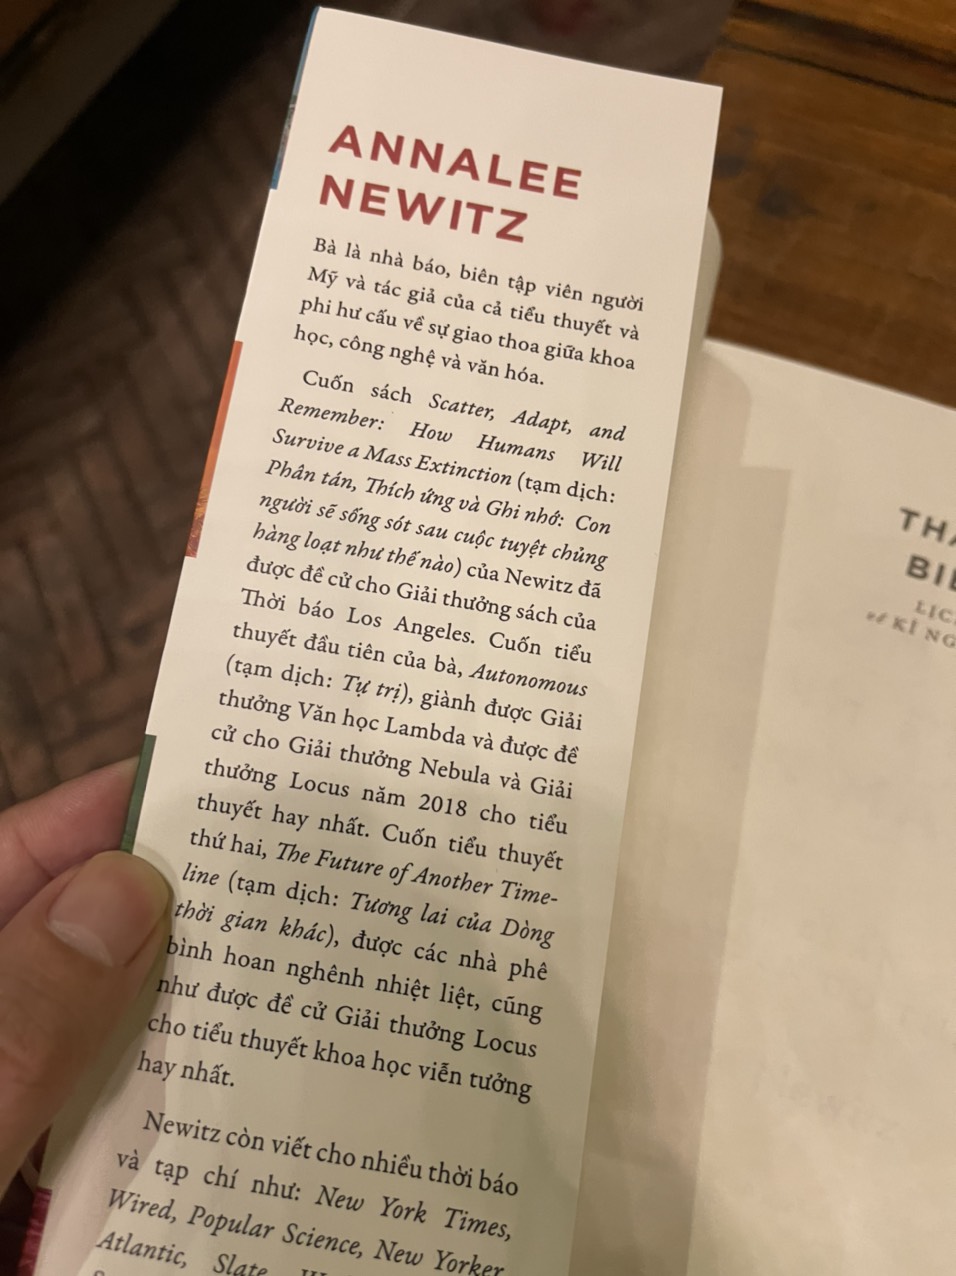 ANNALEE
NEWITZ
Bà là nhà báo, biên tập viên người
Mỹ và tác giả của cả tiểu thuyết và
phi hư cấu về sự giao thoa giữa khoa
học, công nghệ và văn hóa.
Cuốn sách Scatter, Adapt, and
Remember: How Humans Will
Survive a Mass Extinction (tạm dịch:
Phân tán, Thích ứng và Ghi nhớ: Con
người sẽ sống sót sau cuộc tuyệt chủng
hàng loạt như thế nào) của Newitz đã
được đề cử cho Giải thưởng sách của
Thời báo Los Angeles. Cuốn tiểu
thuyết đầu tiên của bà, Autonomous
(tạm dịch: Tự trị), giành được Giải
thưởng Văn học Lambda và được đề
cử cho Giải thưởng Nebula và Giải
thưởng Locus năm 2018 cho tiểu
thuyết hay nhất. Cuốn tiểu thuyết
thứ hai, The Future of Another Time-
line (tạm dịch: Tương lai của Dòng
thời gian khác), được các nhà phê
bình hoan nghênh nhiệt liệt, cũng
như được đề cử Giải thưởng Locus
cho tiểu thuyết khoa học viễn tưởng
hay nhất.
Newitz còn viết cho nhiều thời báo
và tạp chí như: New York Times,
Wired, Popular Science, New Yorker
Atlantic, Slate
THA
BIE
LIC
về KỈ NG